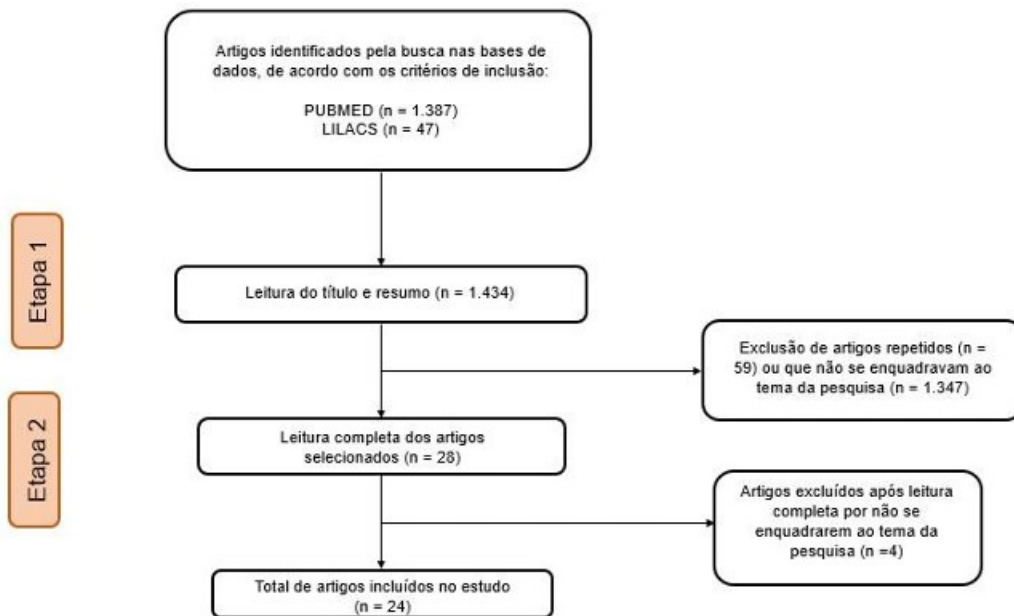 Artigos identificados pela busca nas bases de
dados, de acordo com os critérios de inclusão:
PUBMED (n = 1.387)
LILACS (n = 47)
Etapa 1
Leitura do título e resumo (n = 1.434)
Exclusão de artigos repetidos (n =
59) ou que não se enquadravam ao
tema da pesquisa (n = 1.347)
Etapa 2
Leitura completa dos artigos
selecionados (n = 28)
Artigos excluídos após leitura
completa por não se
enquadrarem ao tema da
pesquisa (n =4)
Total de artigos incluídos no estudo
(n = 24)